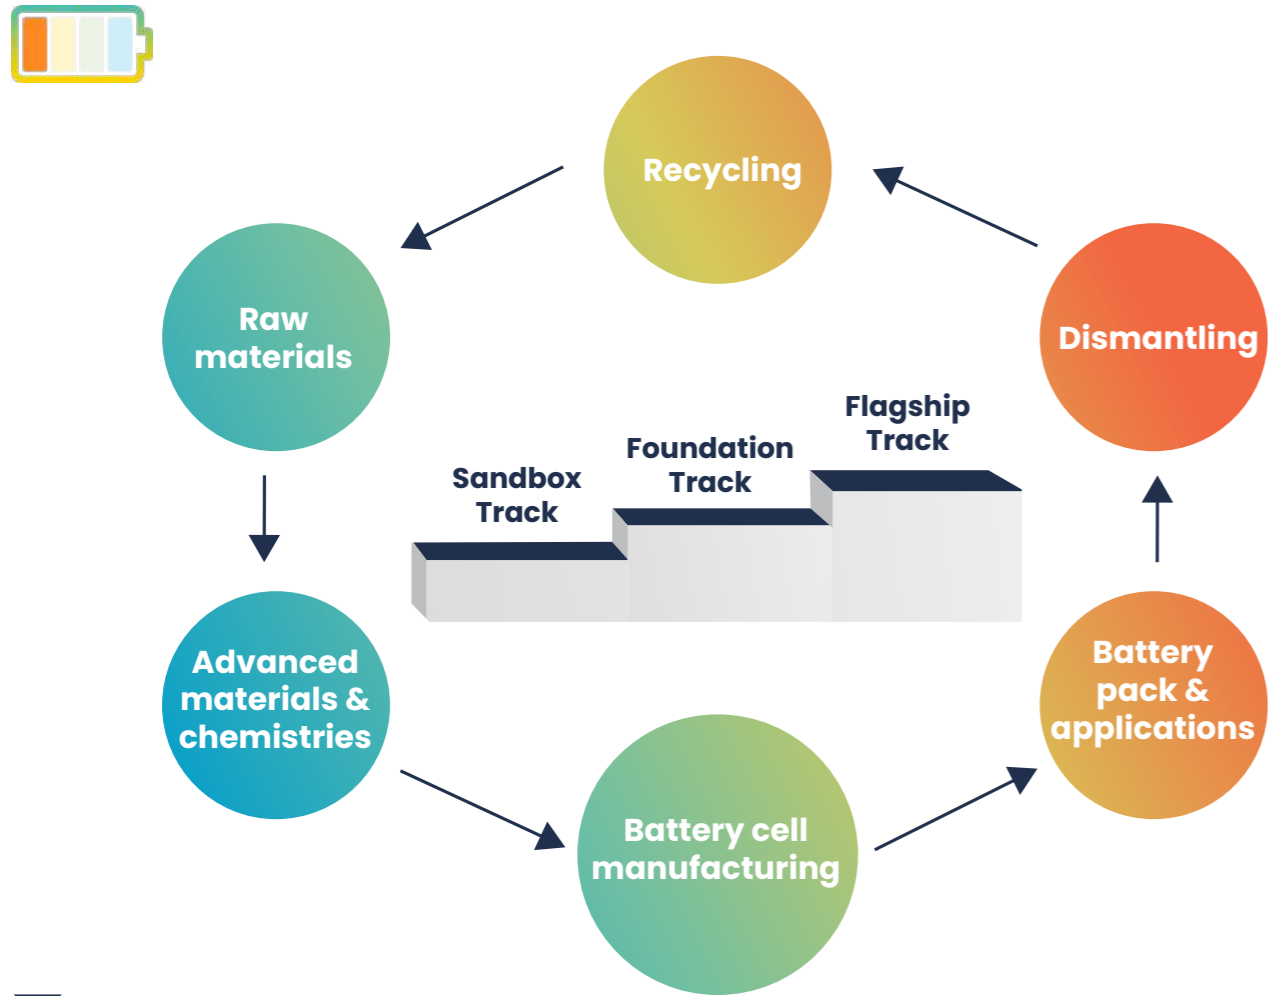 Recycling
Raw
materials
Dismantling
Flagship
Track
Foundation
Track
Sandbox
Track
Advanced
materials &
chemistries
Battery
pack &
applications
Battery cell
manufacturing